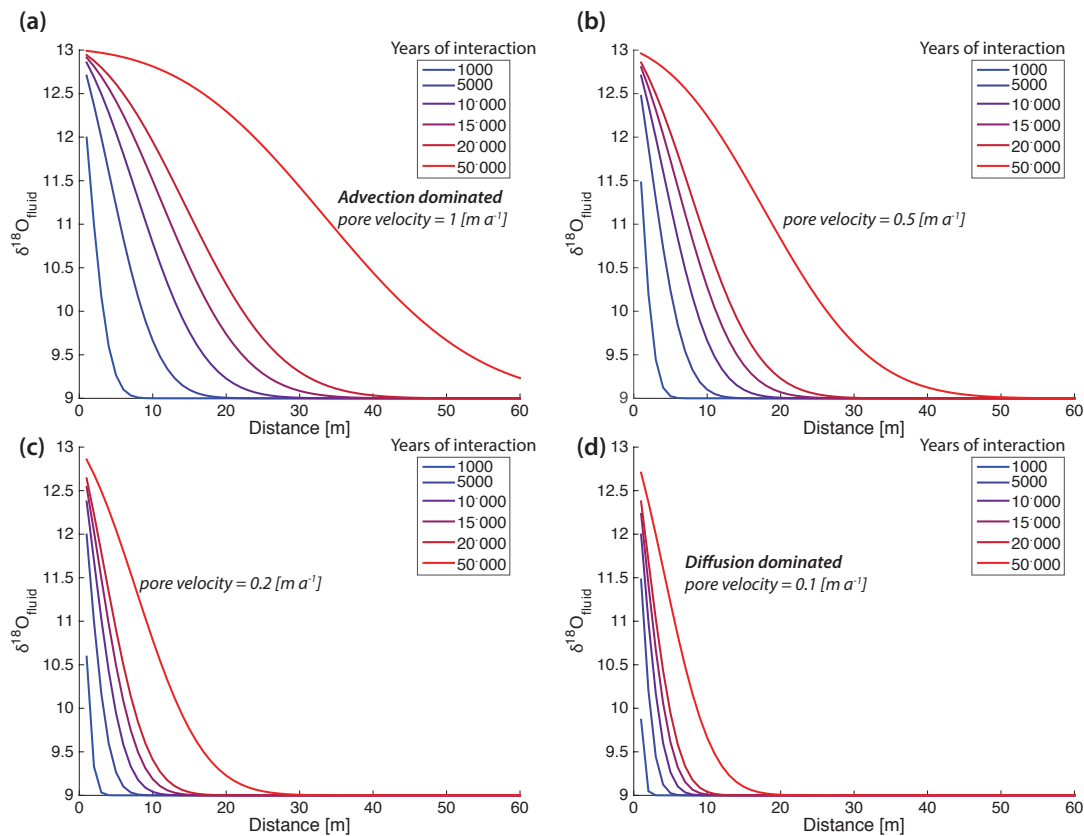 (a)
Years of interaction
1000
5000
10˙000
15˙000
20˙000
50˙000
13
12.5
12
11.5
11
10.5
10
9.5
9
δ18Ofluid
Advection dominated
pore velocity = 1 [m a-1]
0 10 20 30 40 50 60
Distance [m]
(b)
Years of interaction
1000
5000
10˙000
15˙000
20˙000
50˙000
13
12.5
12
11.5
11
10.5
10
9.5
9
δ18Ofluid
pore velocity = 0.5 [m a-1]
0 10 20 30 40 50 60
Distance [m]
(c)
Years of interaction
1000
5000
10˙000
15˙000
20˙000
50˙000
13
12.5
12
11.5
11
10.5
10
9.5
9
δ18Ofluid
pore velocity = 0.2 [m a-1]
0 10 20 30 40 50 60
Distance [m]
(d)
Years of interaction
1000
5000
10˙000
15˙000
20˙000
50˙000
13
12.5
12
11.5
11
10.5
10
9.5
9
δ18Ofluid
Diffusion dominated
pore velocity = 0.1 [m a-1]
0 10 20 30 40 50 60
Distance [m]